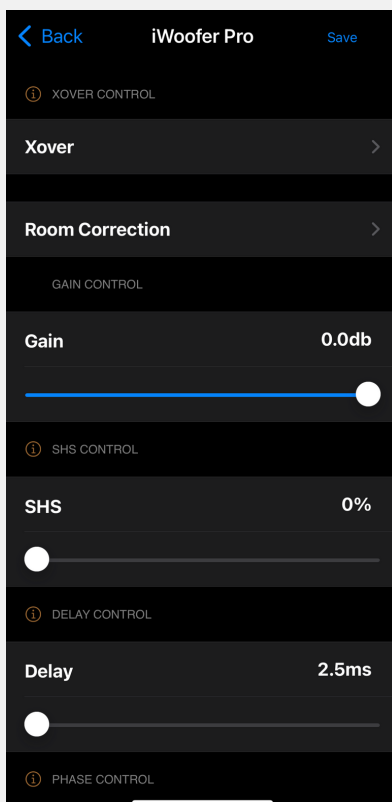 Back iWoofer Pro Save
XOVER CONTROL
Xover
Room Correction
GAIN CONTROL
Gain 0.0db
SHS CONTROL
SHS 0%
DELAY CONTROL
Delay 2.5ms
PHASE CONTROL